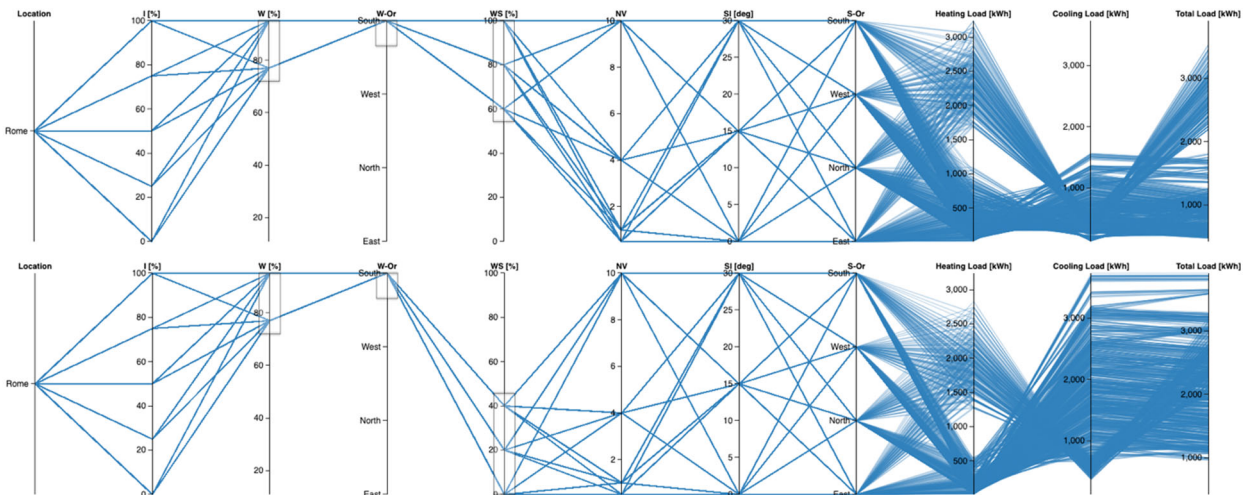 Location I [%] W [%] W-Or WS [%] NV SI [deg] S-Or Heating Load [kWh] Cooling Load [kWh] Total Load [kWh]
100 South 100 10 30 South
3,000
80 80 80 8 25 3,000
2,500
West 20 West
60 60 60 6 2,000 2,000
2,000
Rome 15
40 40 4 1,500
40 North 10 North 1,000
1,000 1,000
20 20 20 2 5 500
0 East 0 0 0 East
Location I [%] W [%] W-Or WS [%] NV SI [deg] S-Or Heating Load [kWh] Cooling Load [kWh] Total Load [kWh]
100 South 100 10 30 South
3,000
80 80 80 25 2,500 3,000 3,000
West 20 West
60 60 60 2,000
2,000 2,000
Rome 15 1,500
40 40 40 4
North 10 North 1,000
1,000 1,000
20 20 20 2 5 500
0 East 0 0 0 East